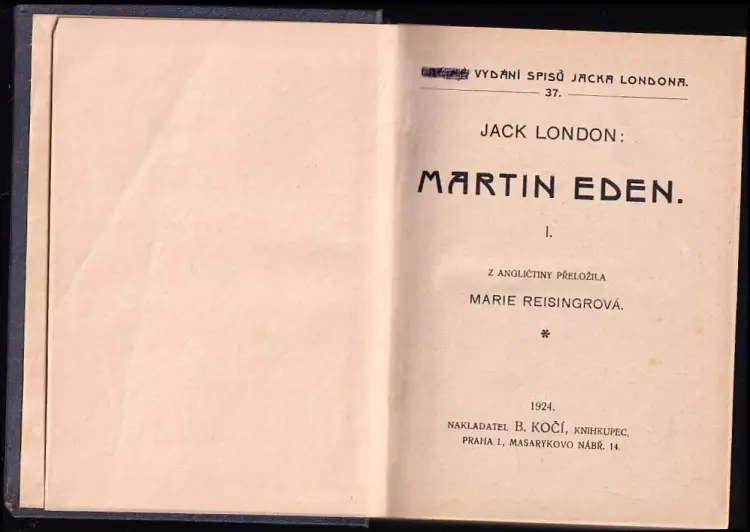 VYDÁNÍ SPISŮ JACKA LONDONA.
37.
JACK LONDON:
MARTIN EDEN.
I.
Z ANGLIČTINY PŘELOŽILA
MARIE REISINGROVÁ.
*
1924.
NAKLADATEL B. KOČÍ, KNIHKUPEC,
PRAHA I., MASARYKOVO NÁBŘ. 14.